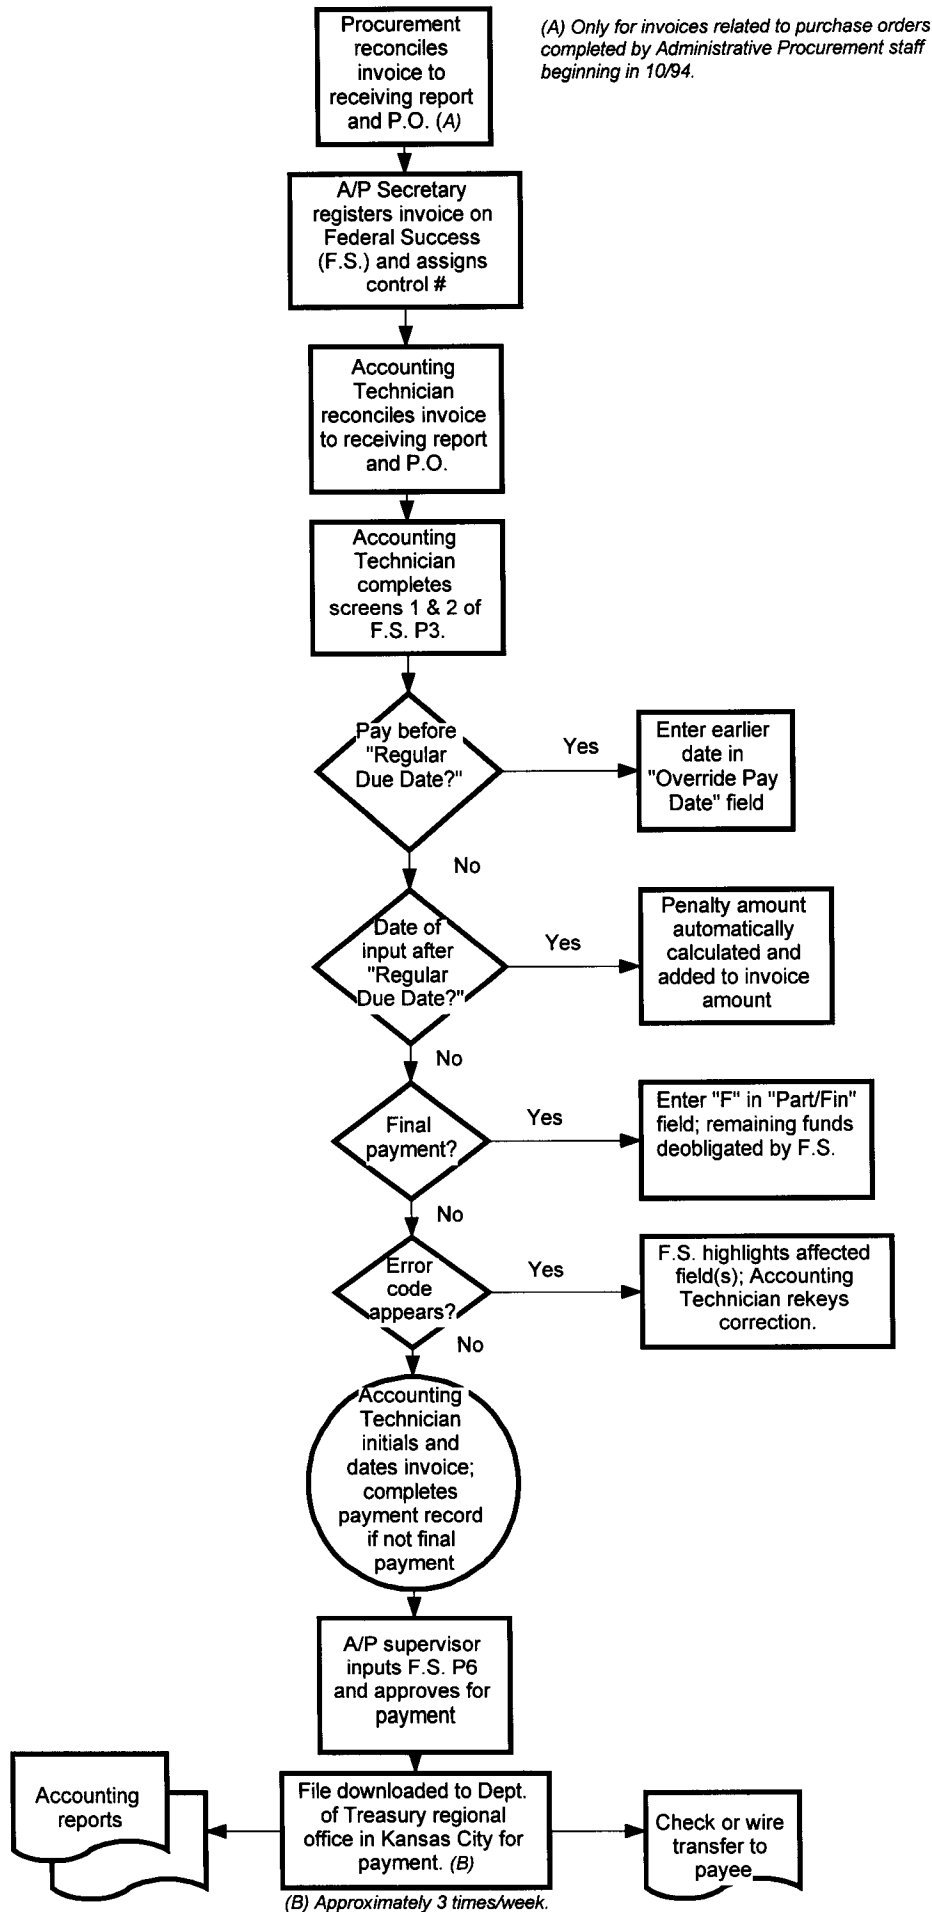 Procurement
reconciles
invoice to
receiving report
and P.O. (A)
(A) Only for invoices related to purchase orders
completed by Administrative Procurement staff
beginning in 10/94.
A/P Secretary
registers invoice on
Federal Success
(F.S.) and assigns
control #
Accounting
Technician
reconciles invoice
to receiving report
and P.O.
Accounting
Technician
completes
screens 1 & 2 of
F.S. P3.
Pay before
"Regular
Due Date?"
Yes
Enter earlier
date in
"Override Pay
Date" field
No
Date of
input after
"Regular
Due Date?"
Yes
Penalty amount
automatically
calculated and
added to invoice
amount
No
Final
payment?
Yes
Enter "F" in "Part/Fin"
field; remaining funds
deobligated by F.S.
No
Error
code
appears?
Yes
F.S. highlights affected
field(s); Accounting
Technician rekeys
correction.
No
Accounting
Technician
initials and
dates invoice;
completes
payment record
if not final
payment
A/P supervisor
inputs F.S. P6
and approves for
payment
Accounting
reports
File downloaded to Dept.
of Treasury regional
office in Kansas City for
payment. (B)
Check or wire
transfer to
payee
(B) Approximately 3 times/week.